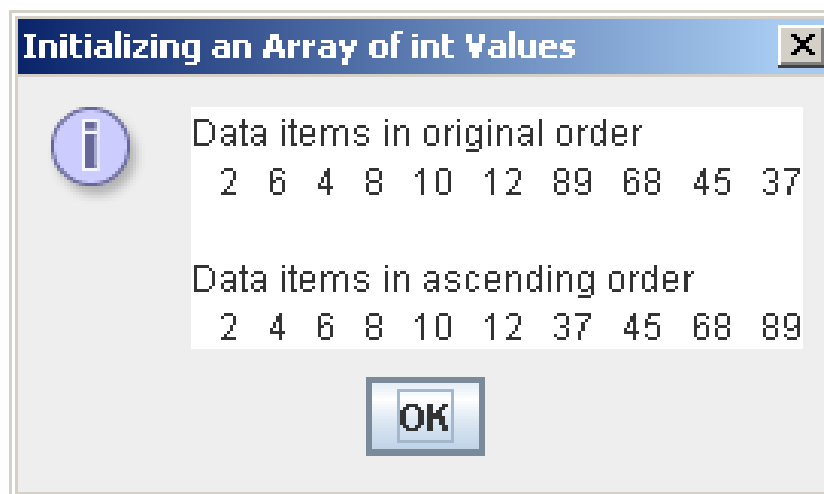 Initializing an Array of int Values
Data items in original order
2 6 4 8 10 12 89 68 45 37
Data items in ascending order
2 4 6 8 10 12 37 45 68 89
OK